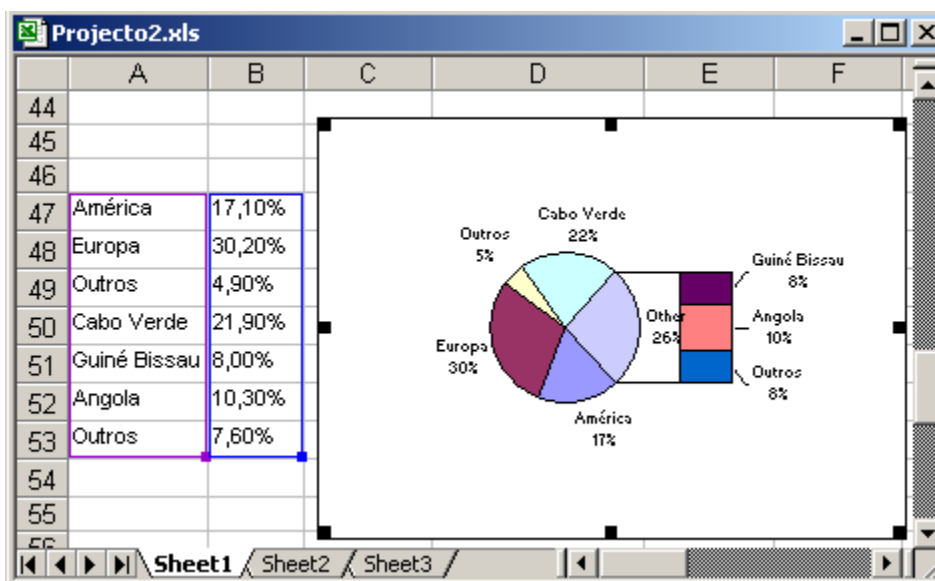 Projecto2.xls
A B C D E F
44
45
46
47 América 17,10%
48 Europa 30,20%
49 Outros 4,90%
50 Cabo Verde 21,90%
51 Guiné Bissau 8,00%
52 Angola 10,30%
53 Outros 7,60%
54
55
56
Cabo Verde
22%
Outros
5%
Guiné Bissau
8%
Other
26%
Angola
10%
Europa
30%
Outros
8%
América
17%
Sheet1 Sheet2 Sheet3